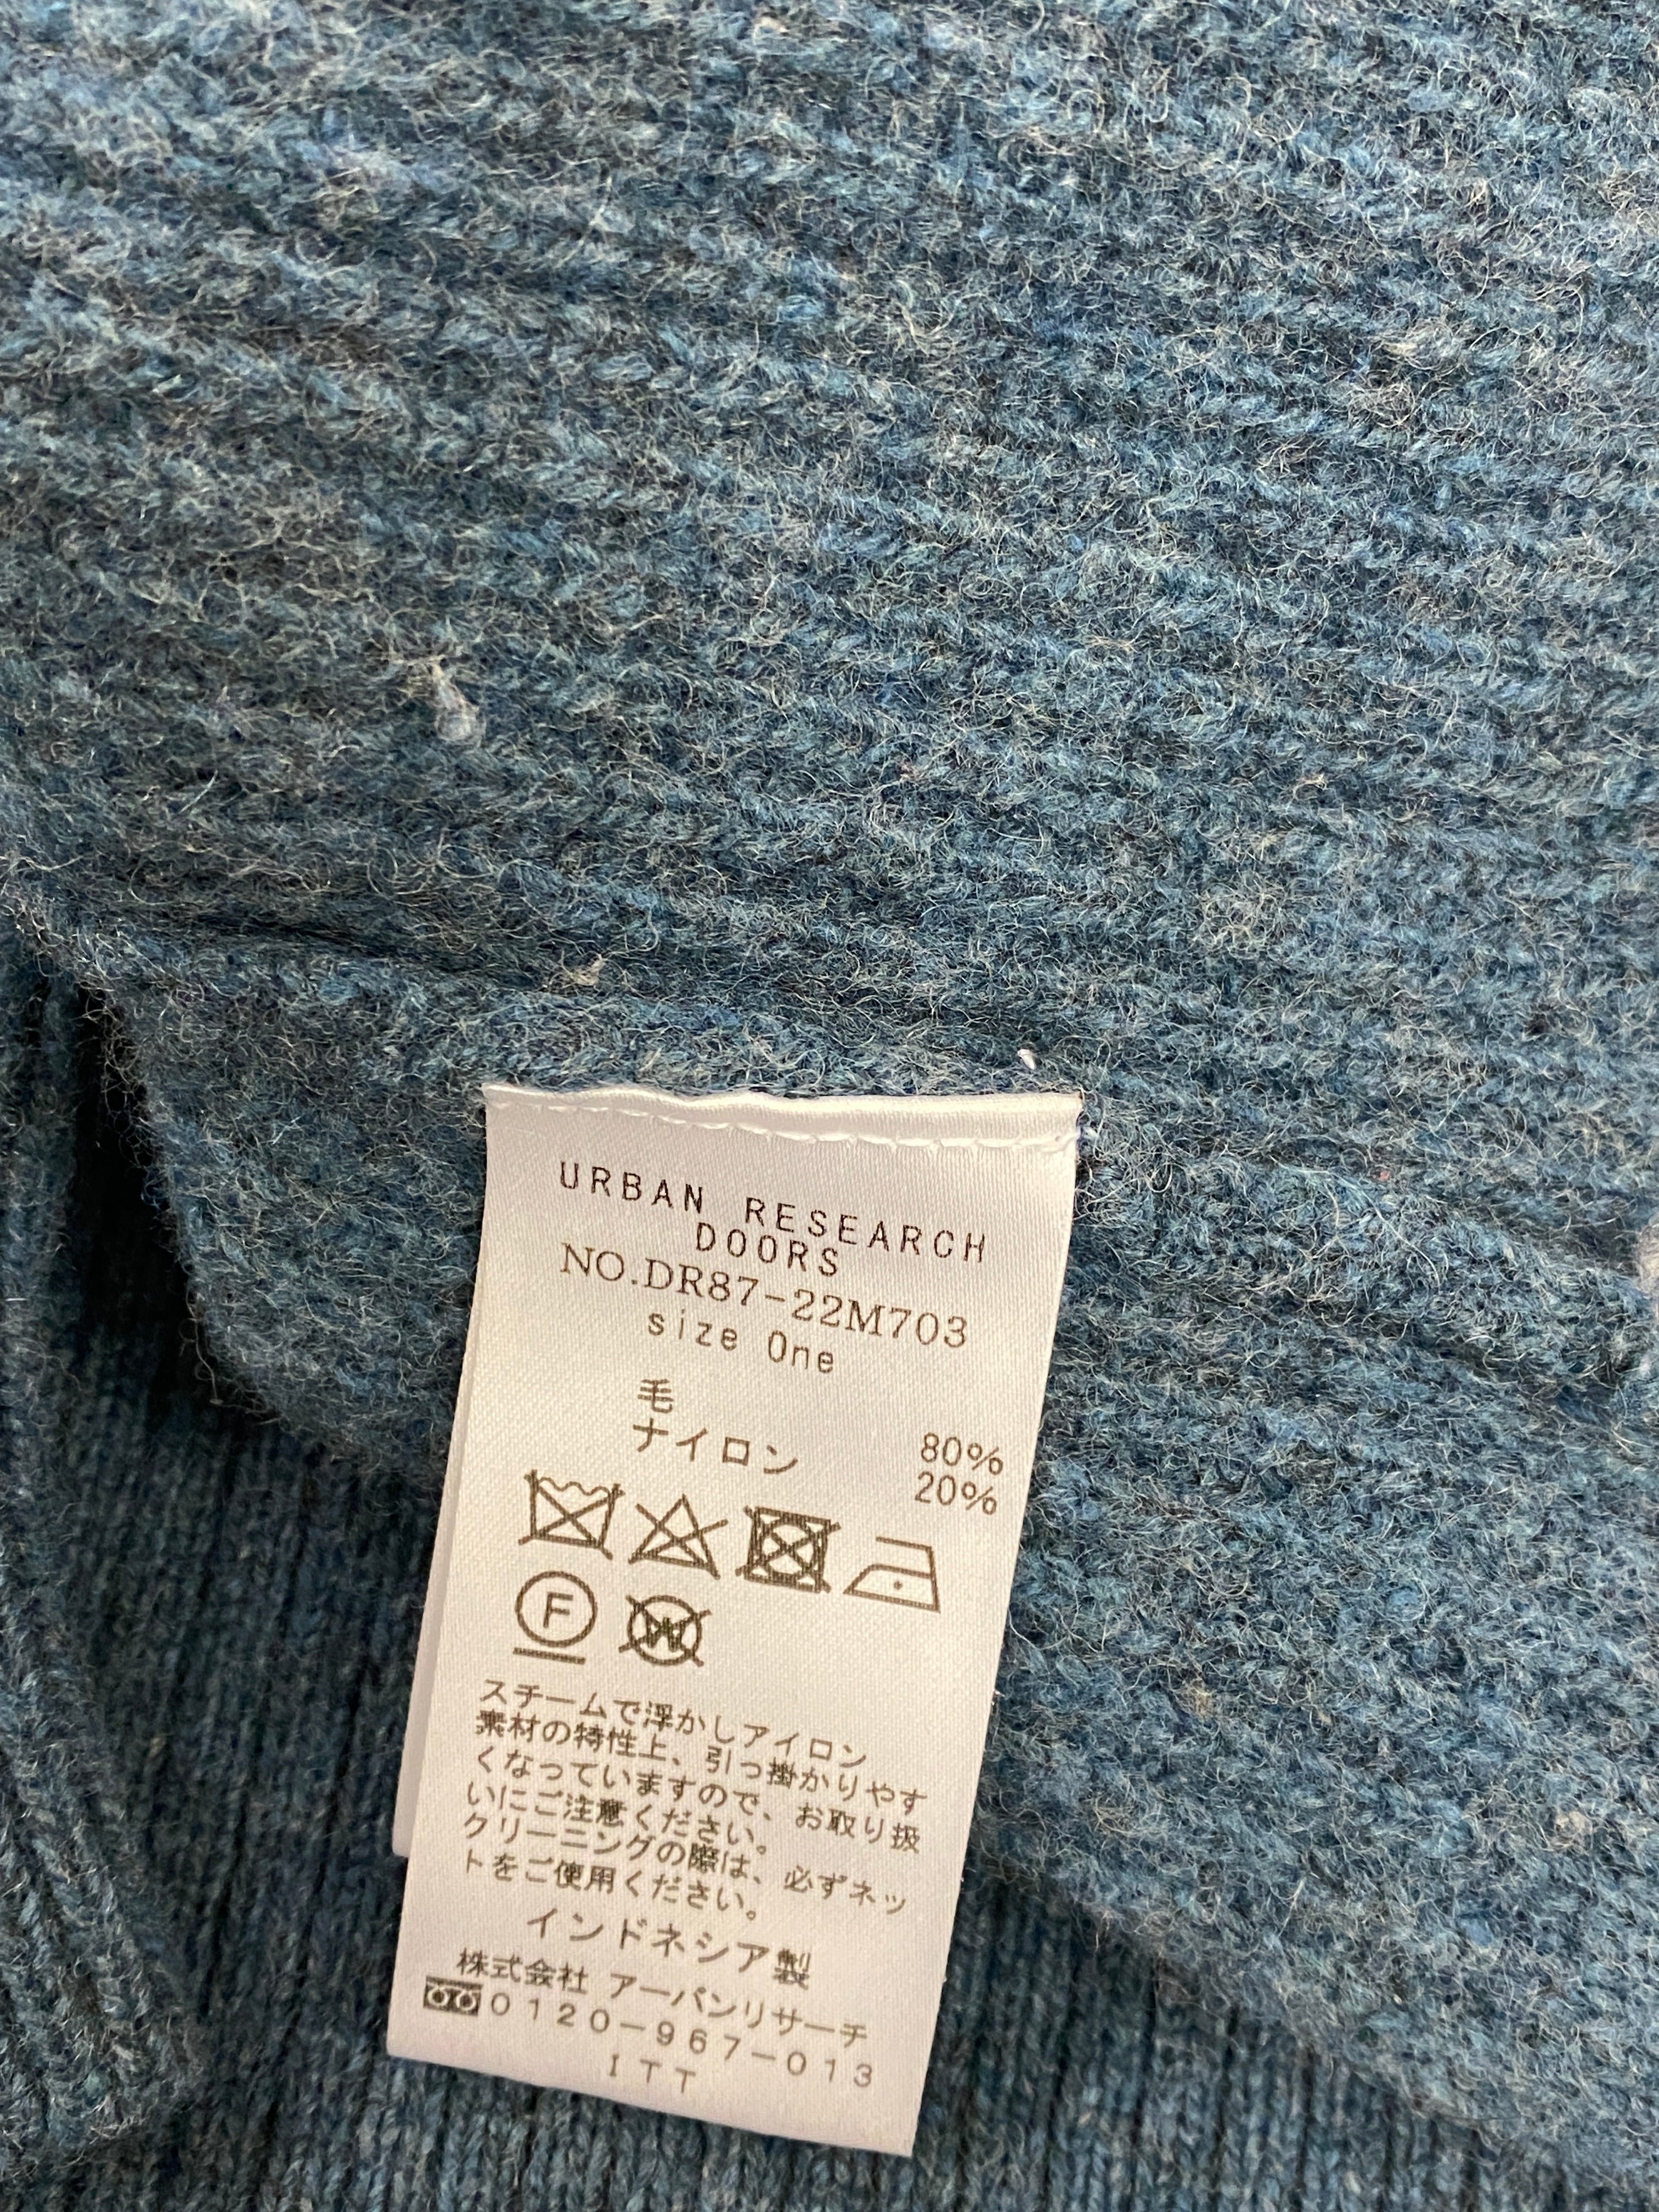 URBAN RESEARCH
DOORS
NO.DR87-22M703
size One
毛 80%
ナイロン 20%
F
W
スチームで浮かしアイロン
素材の特性上、引っ掛かりやす
くなっていますので、お取り扱
いにご注意ください。
クリーニングの際は、必ずネッ
トをご使用ください。
インドネシア製
株式会社 アーバンリサーチ
0120-967-013
ITT